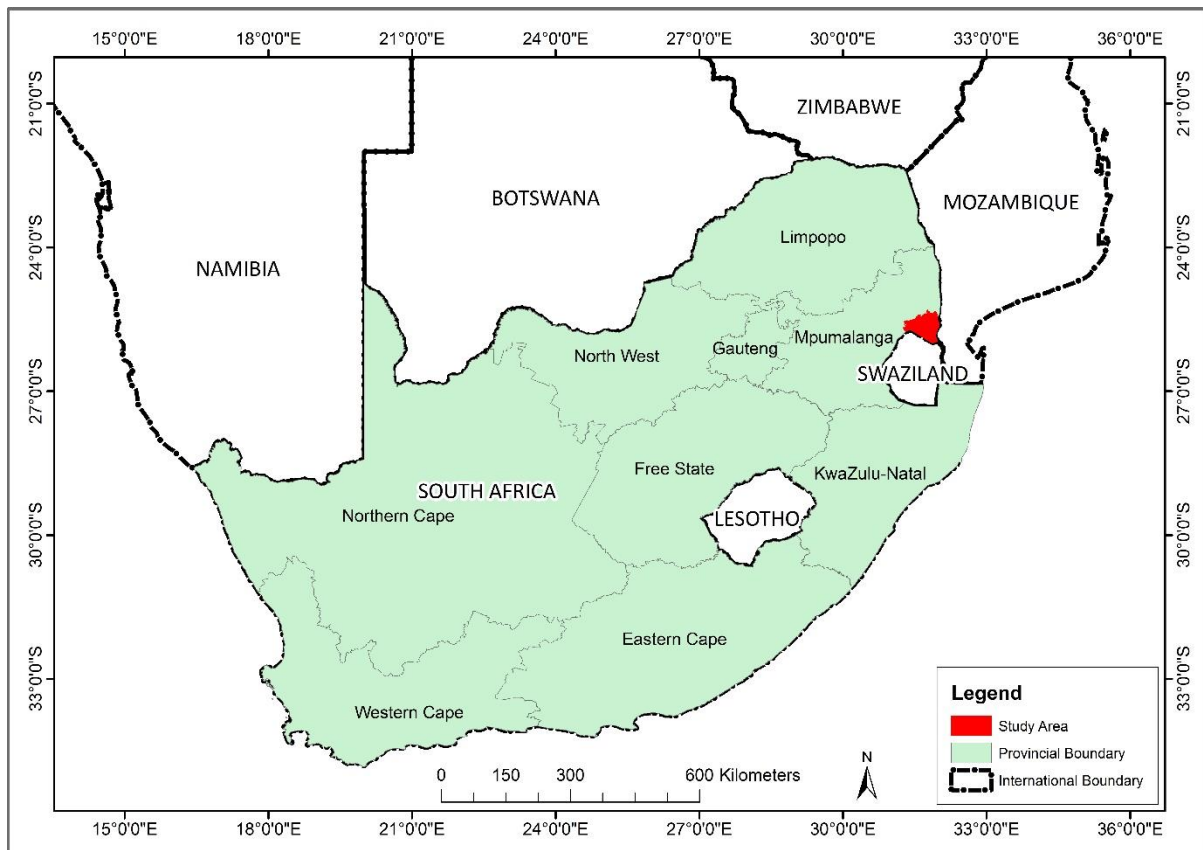 15°0'0"E 18°0'0"E 21°0'0"E 24°0'0"E 27°0'0"E 30°0'0"E 33°0'0"E 36°0'0"E
21°0'0"S
21°0'0"S
ZIMBABWE
BOTSWANA
MOZAMBIQUE
Limpopo
24°0'0"S
24°0'0"S
NAMIBIA
Mpumalanga
North West
Gauteng
SWAZILAND
27°0'0"S
27°0'0"S
Free State
KwaZulu-Natal
SOUTH AFRICA
Northern Cape
LESOTHO
30°0'0"S
30°0'0"S
Eastern Cape
33°0'0"S
33°0'0"S
Western Cape
Legend
Study Area
Provincial Boundary
International Boundary
0 150 300 600 Kilometers
N
15°0'0"E 18°0'0"E 21°0'0"E 24°0'0"E 27°0'0"E 30°0'0"E 33°0'0"E 36°0'0"E